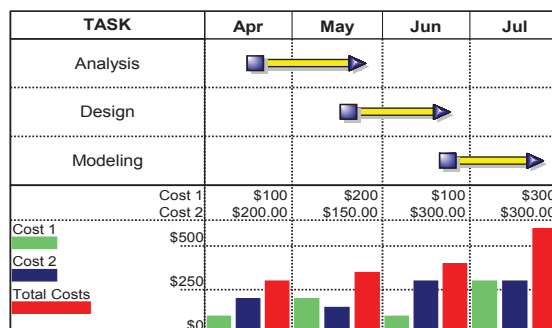 TASK Apr May Jun Jul
Analysis
Design
Modeling
Cost 1 $100 $200 $100 $300
Cost 2 $200.00 $150.00 $300.00 $300.00
Cost 1 $500
Cost 2
$250
Total Costs
$0